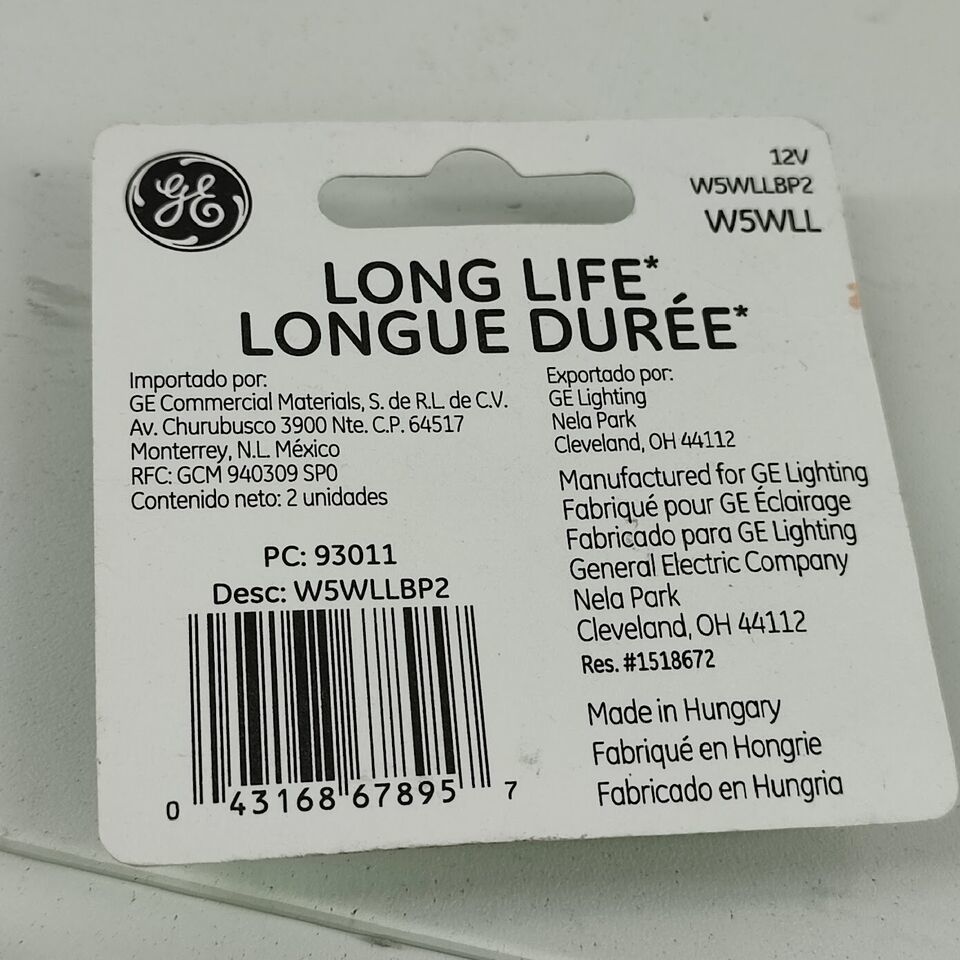 GE
12V
W5WLLBP2
W5WLL
LONG LIFE*
LONGUE DURÉE*
Importado por:
GE Commercial Materials, S. de R.L. de C.V.
Av. Churubusco 3900 Nte. C.P. 64517
Monterrey, N.L. México
RFC: GCM 940309 SP0
Contenido neto: 2 unidades
PC: 93011
Desc: W5WLLBP2
0 43168 67895 7
Exportado por:
GE Lighting
Nela Park
Cleveland, OH 44112
Manufactured for GE Lighting
Fabriqué pour GE Éclairage
Fabricado para GE Lighting
General Electric Company
Nela Park
Cleveland, OH 44112
Res. #1518672
Made in Hungary
Fabriqué en Hongrie
Fabricado en Hungria